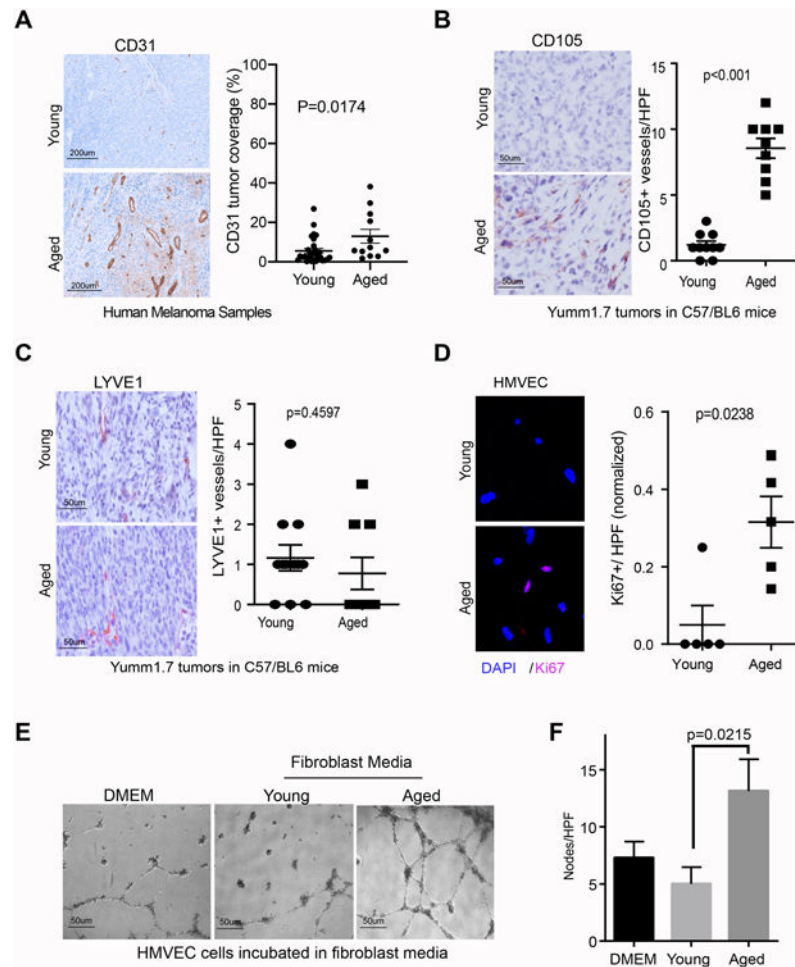 A
CD31
Young
200um
Aged
200um
CD31 tumor coverage (%)
100
80
60
40
20
0
P=0.0174
Young Aged
Human Melanoma Samples
B
CD105
Young
50um
Aged
50um
CD105+ vessels/HPF
15
10
5
0
p<0.001
Young Aged
Yumm1.7 tumors in C57/BL6 mice
C
LYVE1
Young
50um
Aged
50um
LYVE1+ vessels/HPF
5
4
3
2
1
0
p=0.4597
Young Aged
Yumm1.7 tumors in C57/BL6 mice
D
HMVEC
Young
Aged
DAPI /Ki67
Ki67+/ HPF (normalized)
0.6
0.4
0.2
0.0
p=0.0238
Young Aged
E
Fibroblast Media
DMEM Young Aged
50um 50um 50um
HMVEC cells incubated in fibroblast media
F
p=0.0215
Nodes/HPF
15
10
5
0
DMEM Young Aged